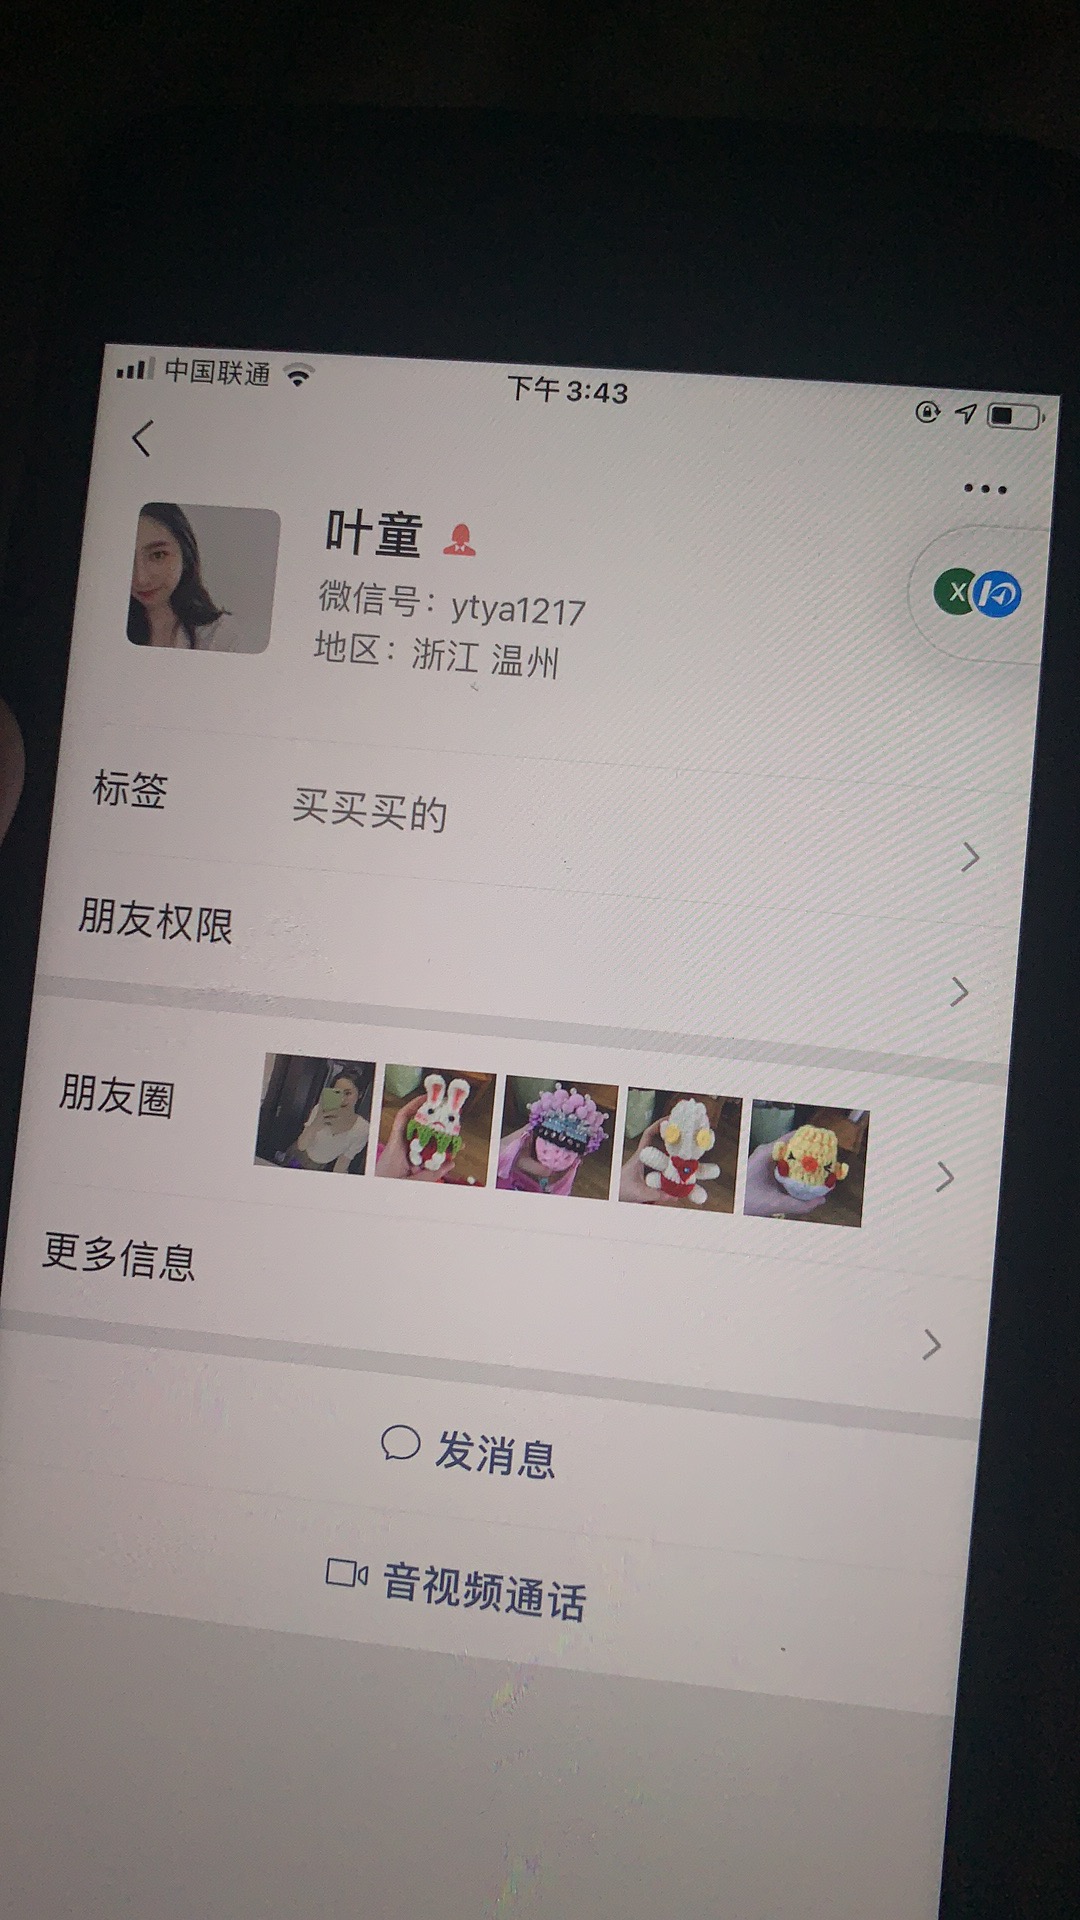 中国联通
下午3:43
叶童
微信号：ytya1217
地区：浙江 温州
X
标签 买买买的
朋友权限
朋友圈
更多信息
发消息
音视频通话